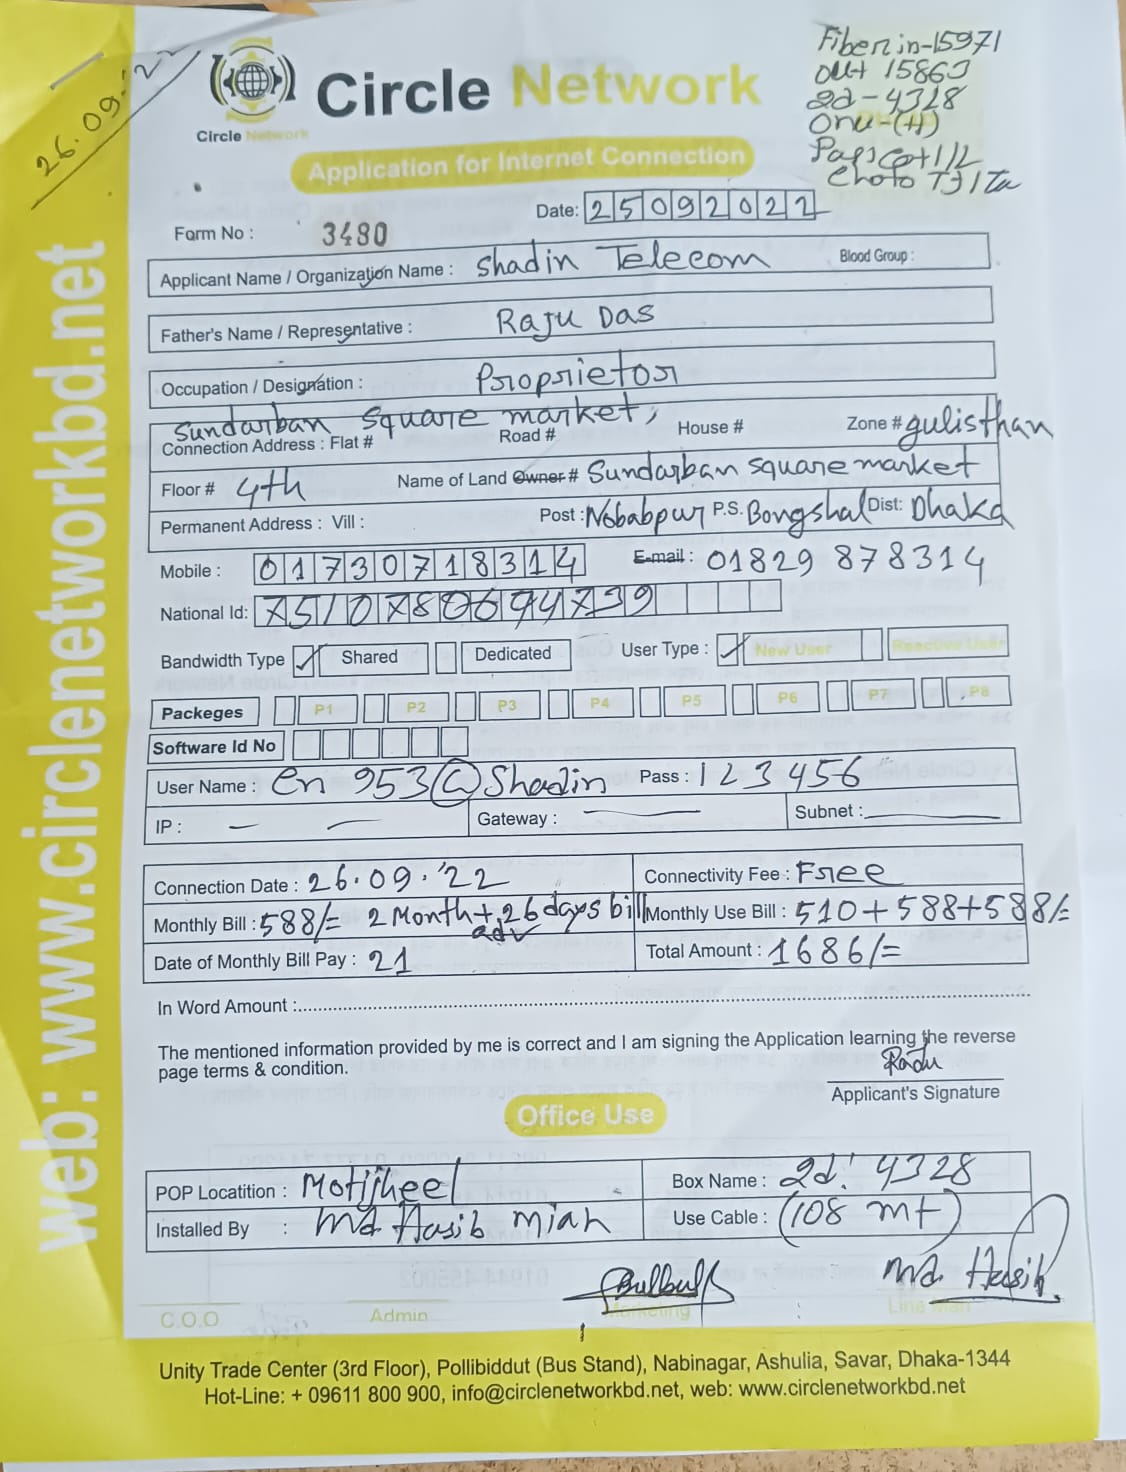 26.09.'22
Fiber in-15971
out 15863
2d-4328
Onu-(H)
Circle Network
Circle Network
Application for Internet Connection
Date: 25092022
Form No : 3480
Applicant Name / Organization Name : Shadin Telecom Blood Group :
Father's Name / Representative : Raju Das
Occupation / Designation : Proprietor
Sundarban Square market,
Connection Address : Flat # Road # House # Zone # gulisthan
Floor # 4th Name of Land Owner # Sundarban square market
Permanent Address : Vill : Post : Nobabpur P.S. Bongshal Dist: Dhaka
Mobile : 01730718314 E-mail : 01829 878314
National Id: 7510780694739
Bandwidth Type Shared Dedicated User Type : New User Reactive User
Packeges P1 P2 P3 P4 P5 P6 P7 P8
Software Id No
User Name : Cn 953@Shadin Pass : 123456
IP : Gateway : Subnet :
Connection Date : 26.09.'22 Connectivity Fee : Free
Monthly Bill : 588/= 2 Month + 26 days bill adv Monthly Use Bill : 510+588+588/=
Date of Monthly Bill Pay : 21 Total Amount : 1686/=
In Word Amount :
The mentioned information provided by me is correct and I am signing the Application learning the reverse
page terms & condition.
Applicant's Signature
Office Use
POP Locatition : Motijheel Box Name : 2d: 4328
Installed By : Md Hasib Miah Use Cable : (108 mt)
Md. Hasib
C.O.O Admin Marketing Line Man
Unity Trade Center (3rd Floor), Pollibiddut (Bus Stand), Nabinagar, Ashulia, Savar, Dhaka-1344
Hot-Line: + 09611 800 900, info@circlenetworkbd.net, web: www.circlenetworkbd.net
web: www.circlenetworkbd.net